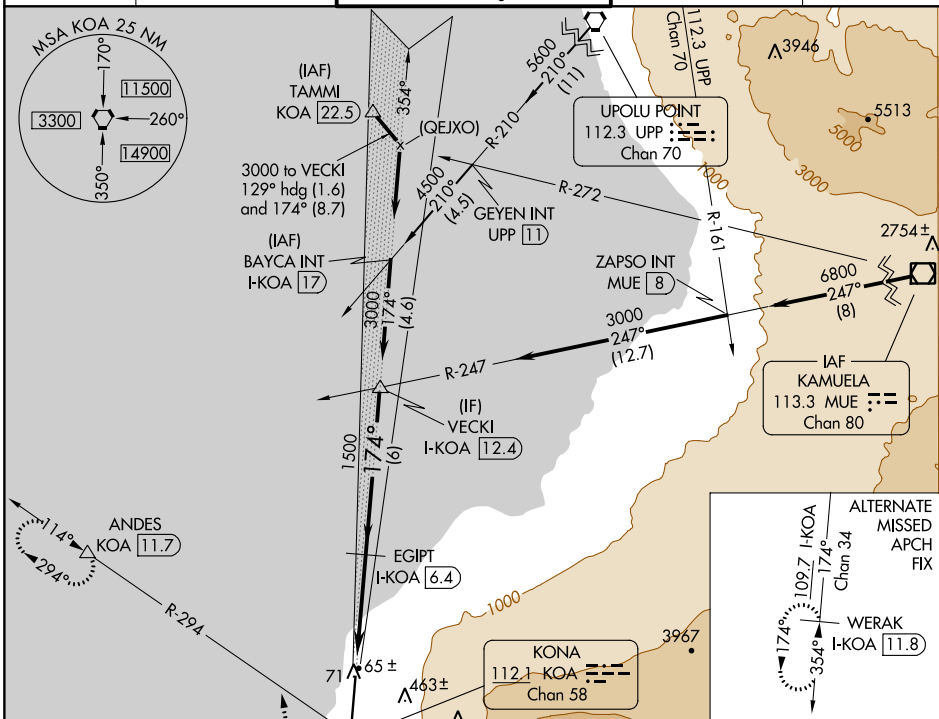 MSA KOA 25 NM
170°
11500
3300
260°
14900
350°
(IAF)
TAMMI
KOA 22.5
354°
(QEJXO)
3000 to VECKI
129° hdg (1.6)
and 174° (8.7)
5600
210°
(11)
R-210
112.3 UPP
Chan 70
3946
UPOLU POINT
112.3 UPP
Chan 70
5513
5000
3000
1000
4500
210°
(4.5)
R-272
GEYEN INT
UPP 11
R-161
(IAF)
BAYCA INT
I-KOA 17
2754±
ZAPSO INT
MUE 8
6800
247°
(8)
3000
174°
(4.6)
3000
247°
(12.7)
R-247
IAF
KAMUELA
113.3 MUE
Chan 80
(IF)
VECKI
I-KOA 12.4
1500
174°
(6)
ANDES
KOA 11.7
114°
294°
EGIPT
I-KOA 6.4
R-294
1000
ALTERNATE
MISSED
APCH
FIX
109.7 I-KOA
174°
Chan 34
WERAK
I-KOA 11.8
174°
354°
3967
KONA
112.1 KOA
Chan 58
71
65±
463±